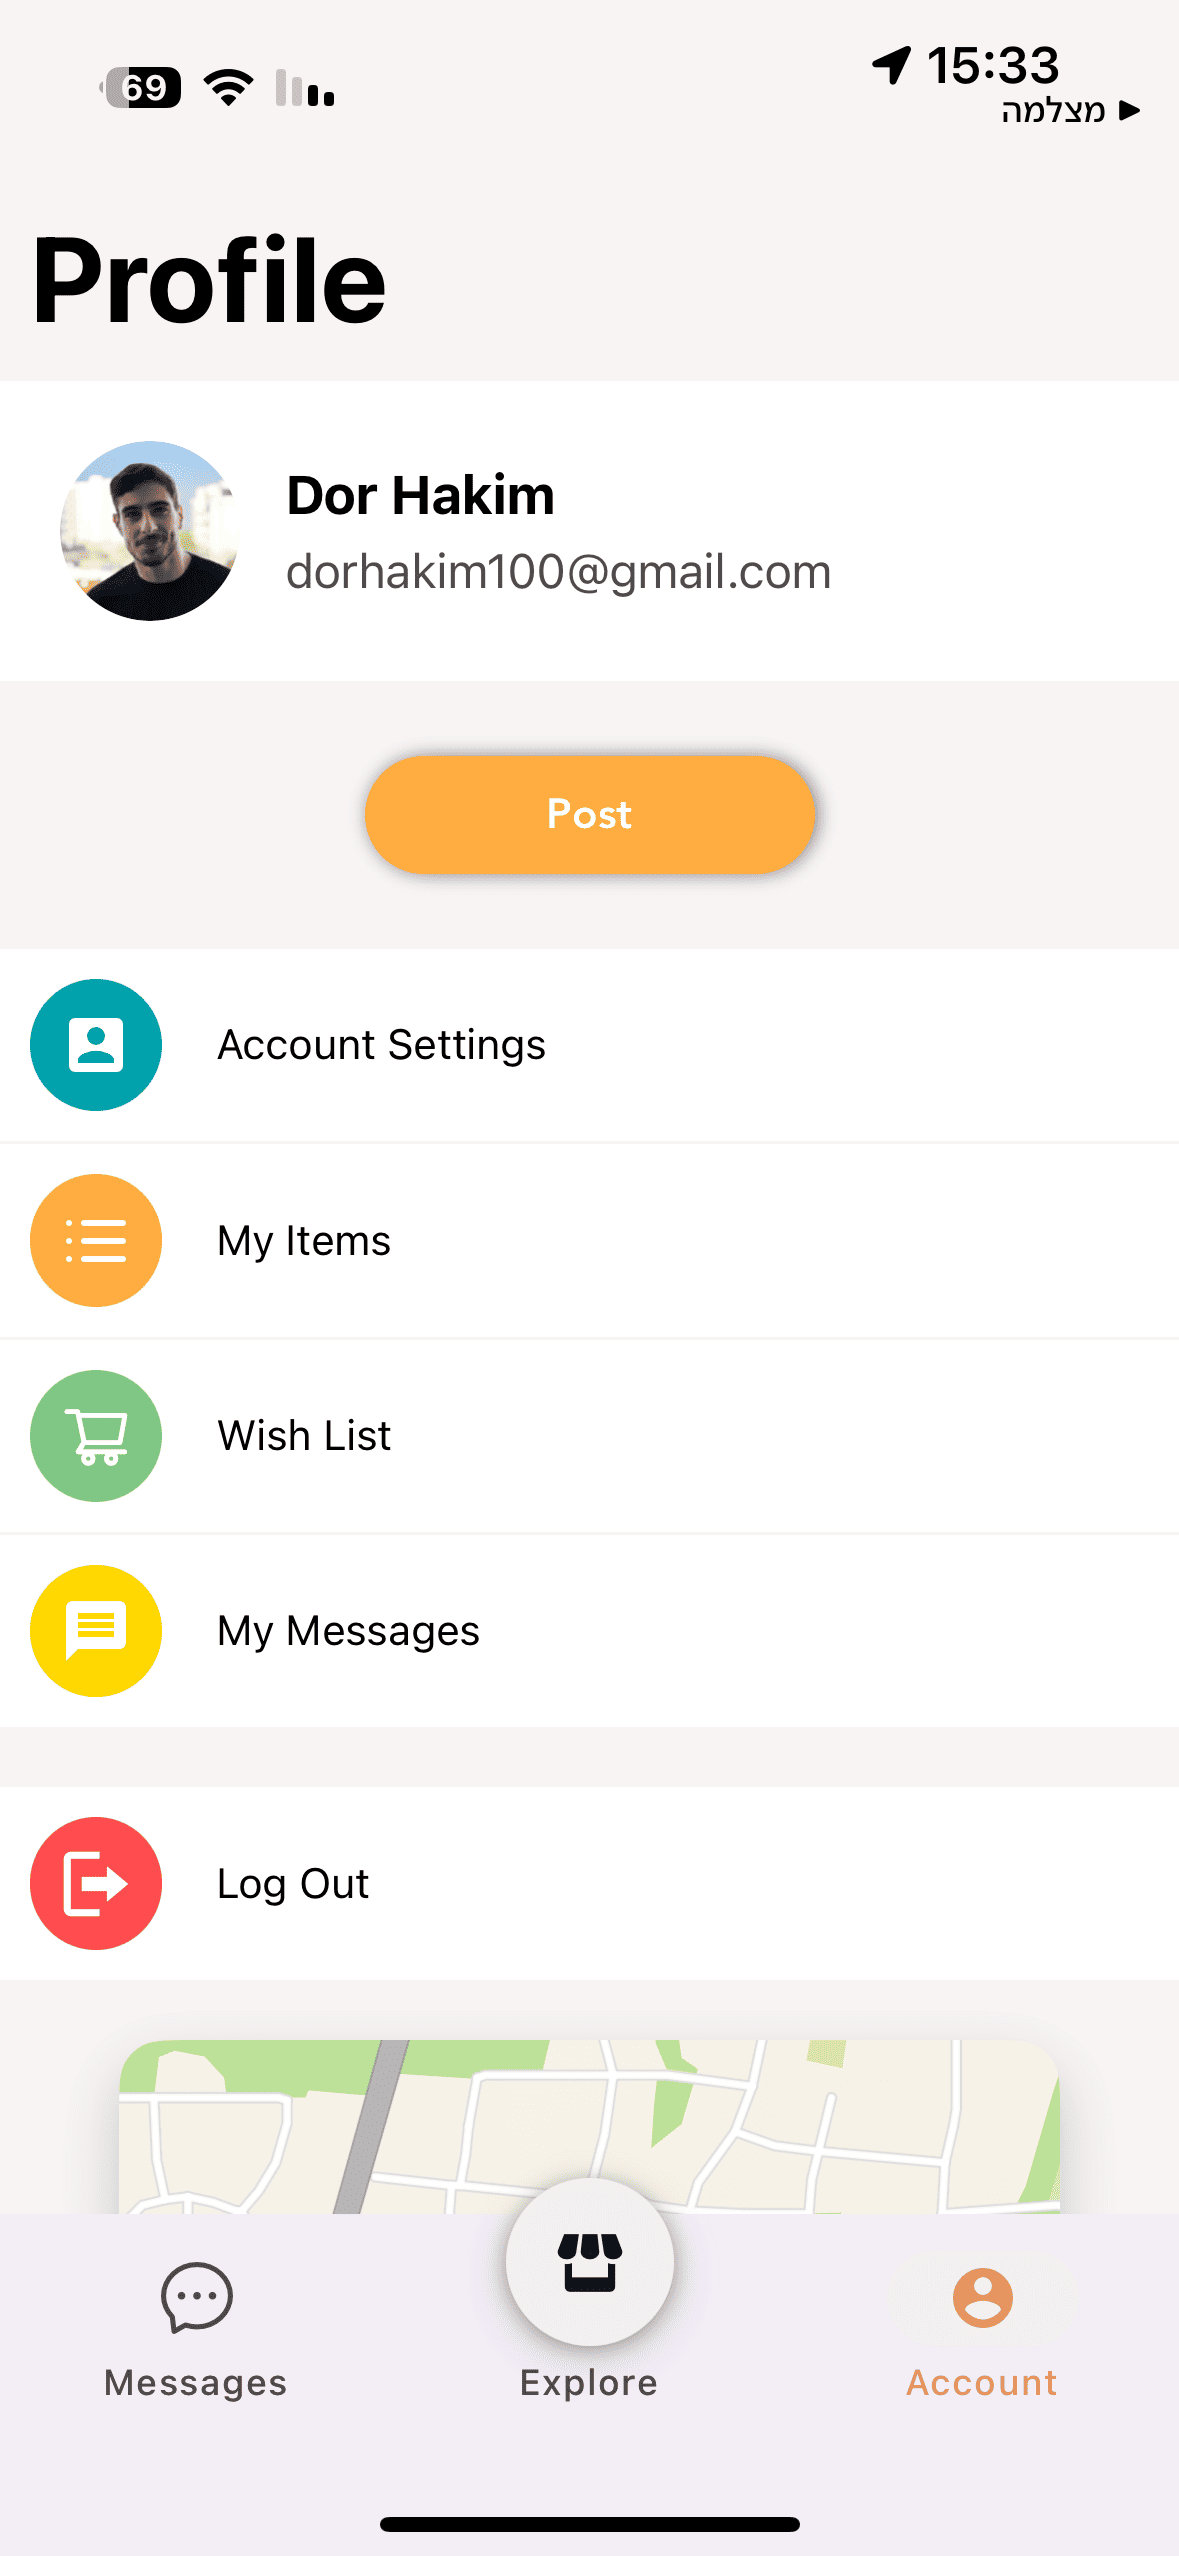 69
15:33
מצלמה
Profile
Dor Hakim
dorhakim100@gmail.com
Post
Account Settings
My Items
Wish List
My Messages
Log Out
Messages
Explore
Account